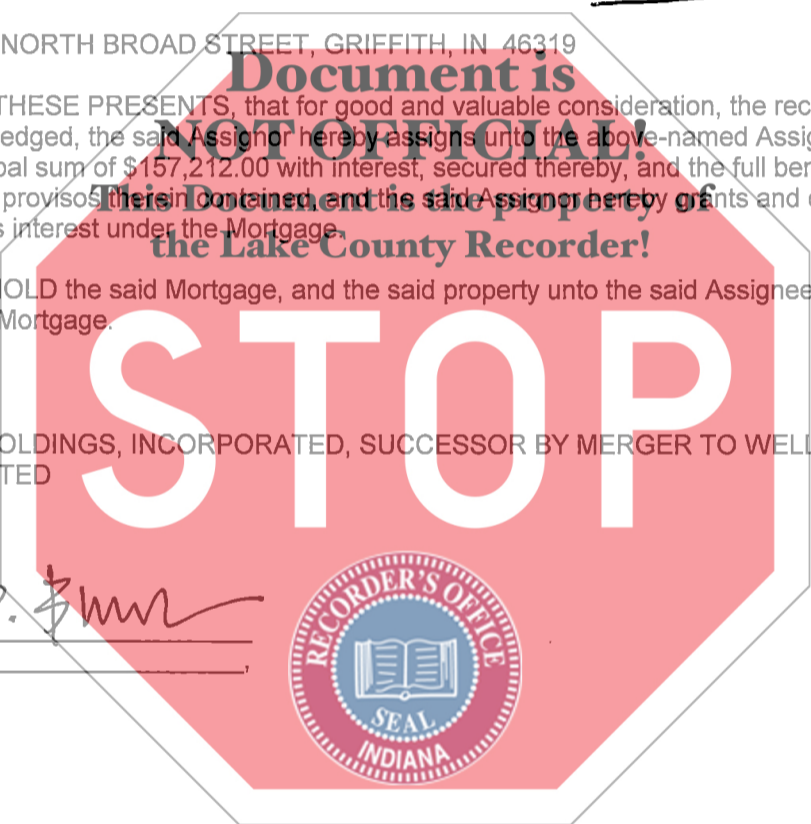 NORTH BROAD STREET, GRIFFITH, IN 46319
Document is
THESE PRESENTS, that for good and valuable consideration, the rec
NOT OFFICIAL!
edged, the said Assignor hereby assigns unto the above-named Assig
pal sum of $157,212.00 with interest, secured thereby, and the full ben
This Document is the property of
provisos therein contained, and the said Assignor hereby grants and
s interest under the Mortgage.
the Lake County Recorder!
OLD the said Mortgage, and the said property unto the said Assignee
Mortgage.
STOP
OLDINGS, INCORPORATED, SUCCESSOR BY MERGER TO WELL
TED
RECORDER'S OFFICE
SEAL
INDIANA